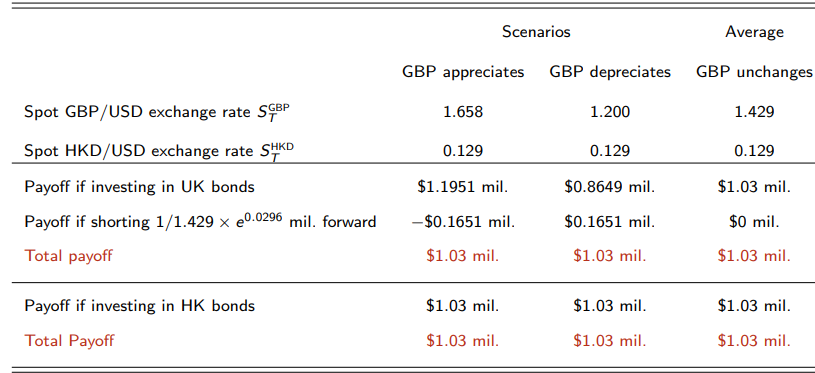 Scenarios Average
GBP appreciates GBP depreciates GBP unchanges
Spot GBP/USD exchange rate S_T^GBP 1.658 1.200 1.429
Spot HKD/USD exchange rate S_T^HKD 0.129 0.129 0.129
Payoff if investing in UK bonds $1.1951 mil. $0.8649 mil. $1.03 mil.
Payoff if shorting 1/1.429 × e^0.0296 mil. forward −$0.1651 mil. $0.1651 mil. $0 mil.
Total payoff $1.03 mil. $1.03 mil. $1.03 mil.
Payoff if investing in HK bonds $1.03 mil. $1.03 mil. $1.03 mil.
Total Payoff $1.03 mil. $1.03 mil. $1.03 mil.